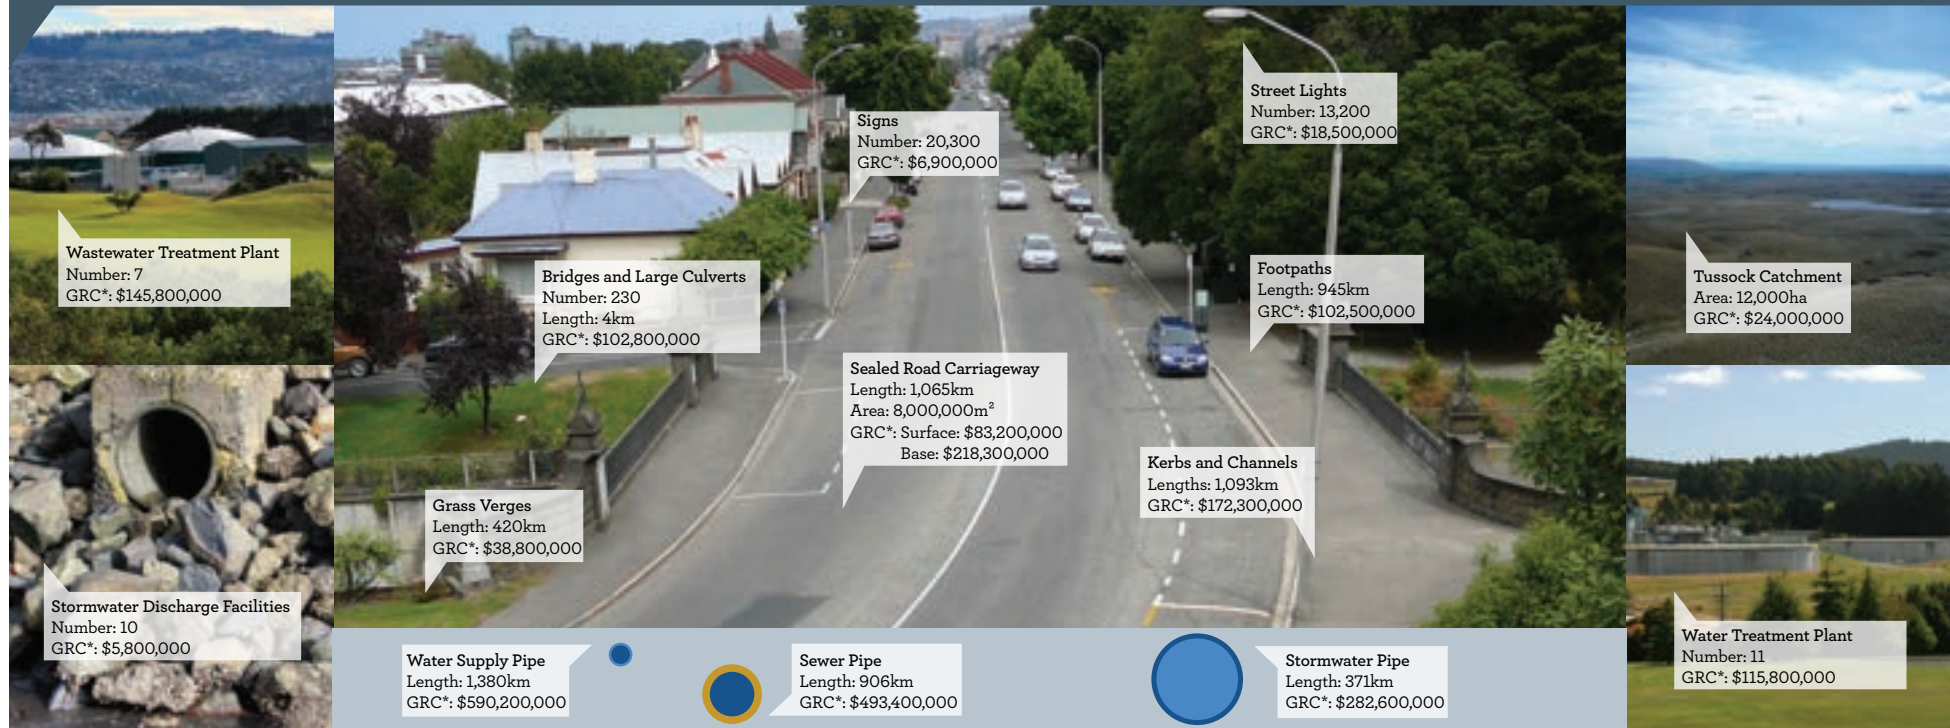 Wastewater Treatment Plant
Number: 7
GRC*: $145,800,000
Stormwater Discharge Facilities
Number: 10
GRC*: $5,800,000
Signs
Number: 20,300
GRC*: $6,900,000
Bridges and Large Culverts
Number: 230
Length: 4km
GRC*: $102,800,000
Sealed Road Carriageway
Length: 1,065km
Area: 8,000,000m²
GRC*: Surface: $83,200,000
Base: $218,300,000
Grass Verges
Length: 420km
GRC*: $38,800,000
Street Lights
Number: 13,200
GRC*: $18,500,000
Footpaths
Length: 945km
GRC*: $102,500,000
Kerbs and Channels
Lengths: 1,093km
GRC*: $172,300,000
Water Supply Pipe
Length: 1,380km
GRC*: $590,200,000
Sewer Pipe
Length: 906km
GRC*: $493,400,000
Stormwater Pipe
Length: 371km
GRC*: $282,600,000
Tussock Catchment
Area: 12,000ha
GRC*: $24,000,000
Water Treatment Plant
Number: 11
GRC*: $115,800,000